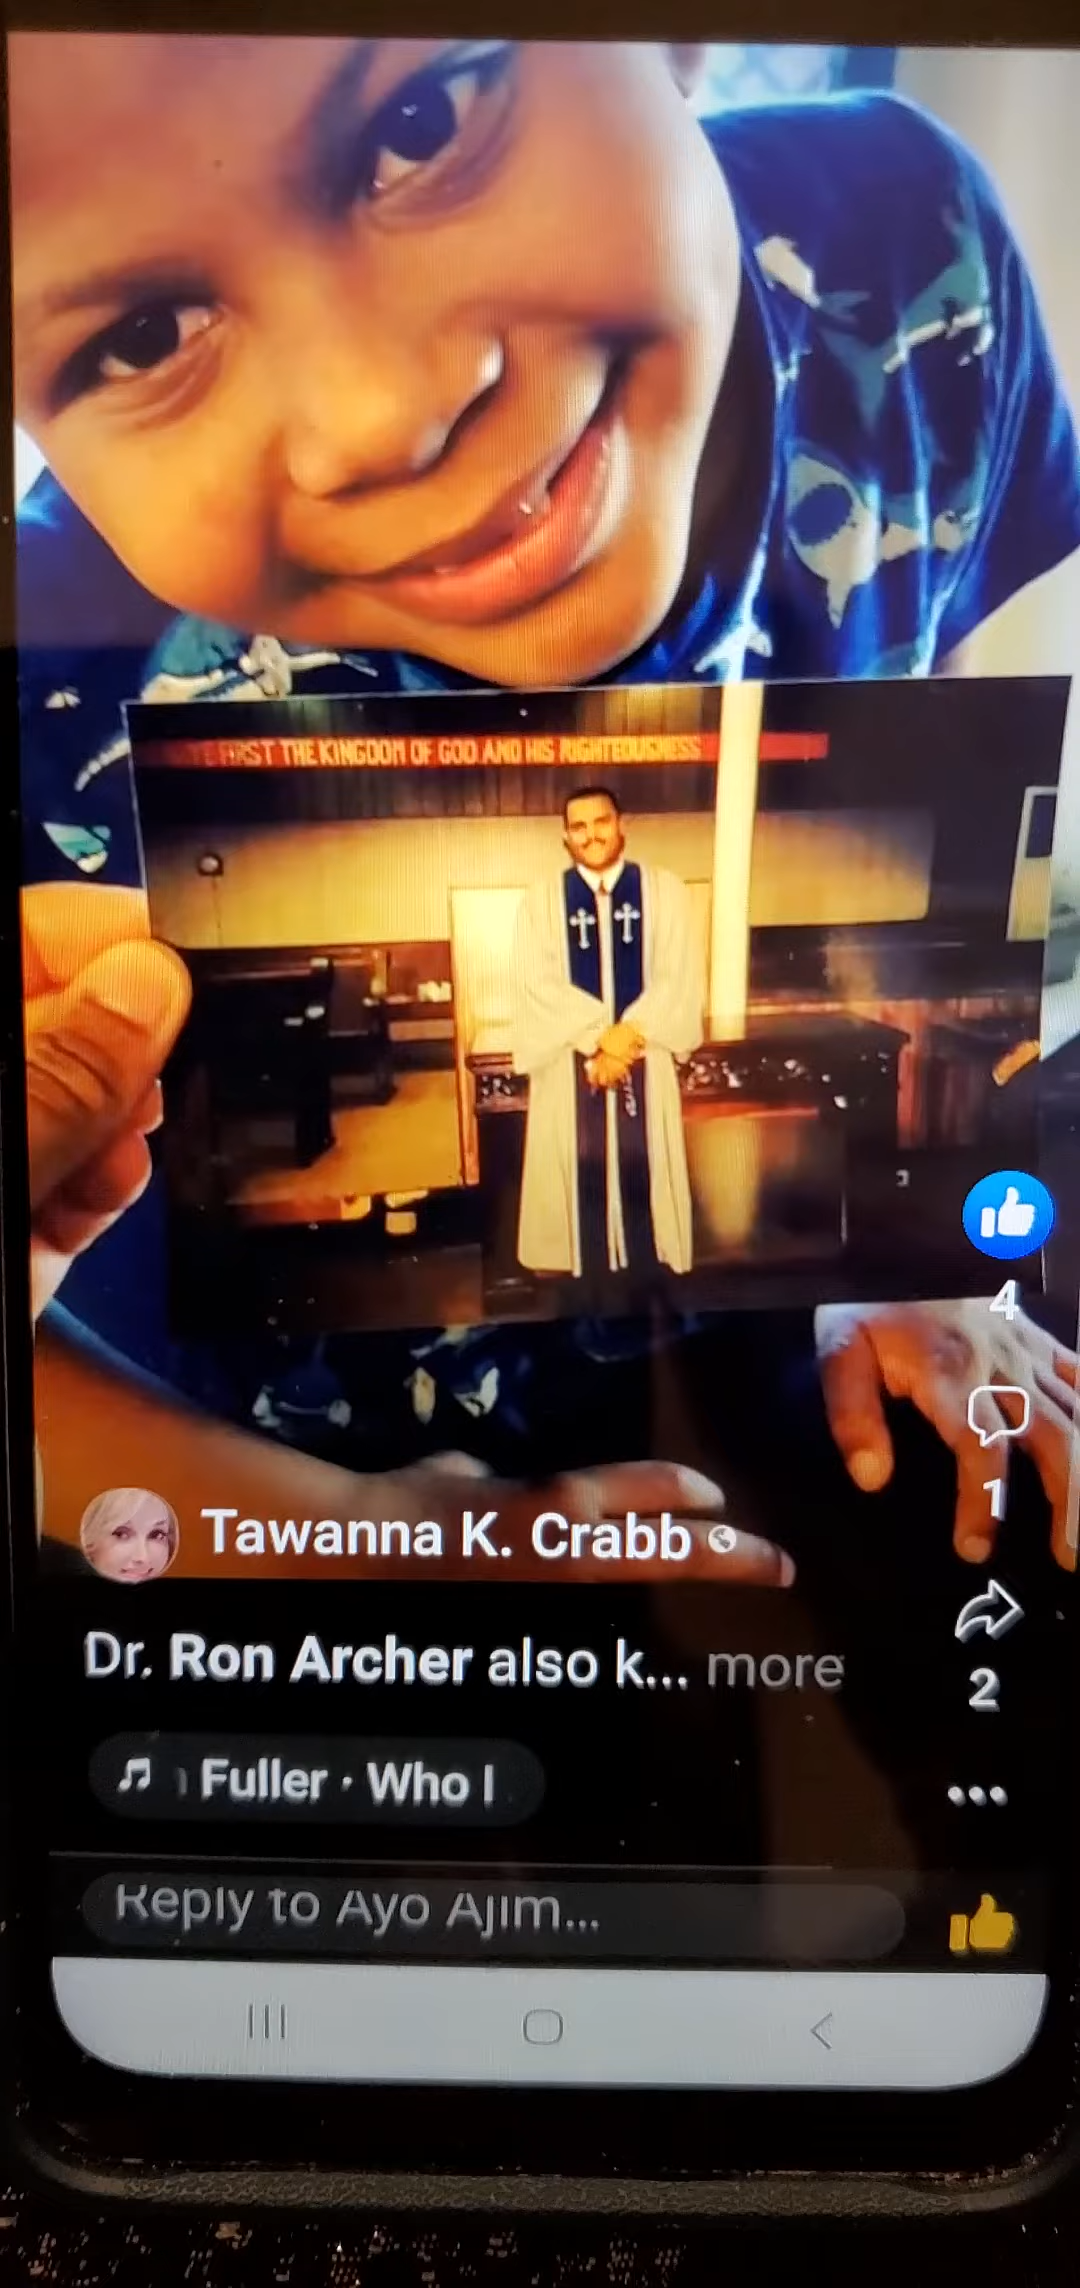 FIRST THE KINGDOM OF GOD AND HIS RIGHTEOUSNESS
Tawanna K. Crabb
Dr. Ron Archer also k... more
Fuller · Who I
Reply to Ayo Ajim...
4
1
2